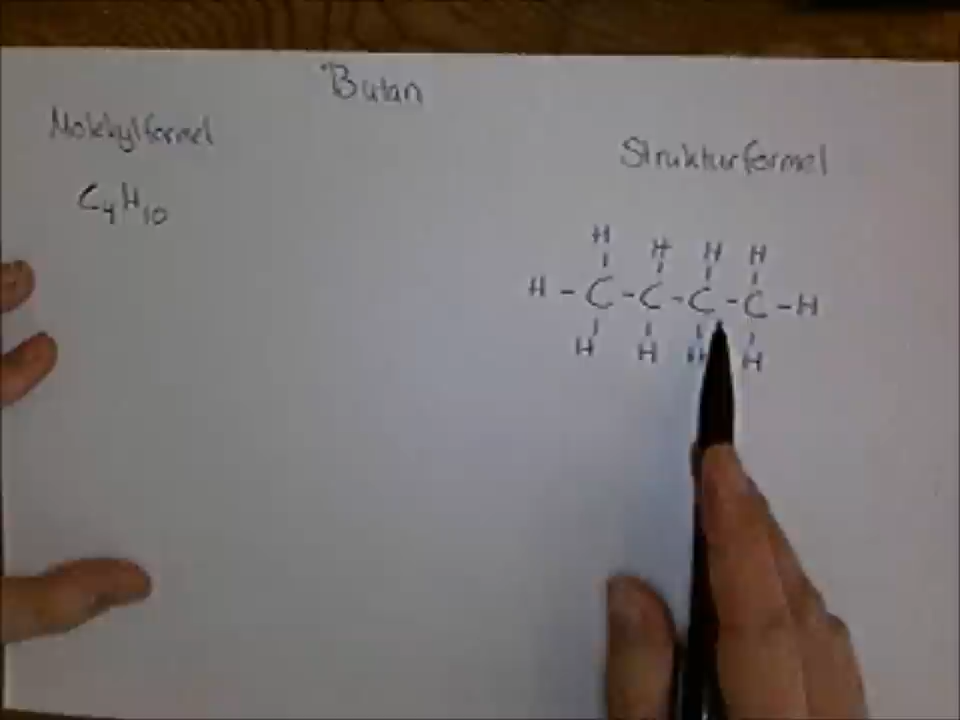 Butan
Molekylformel
C₄H₁₀
Strukturformel
H H H H
H - C - C - C - C - H
H H H H